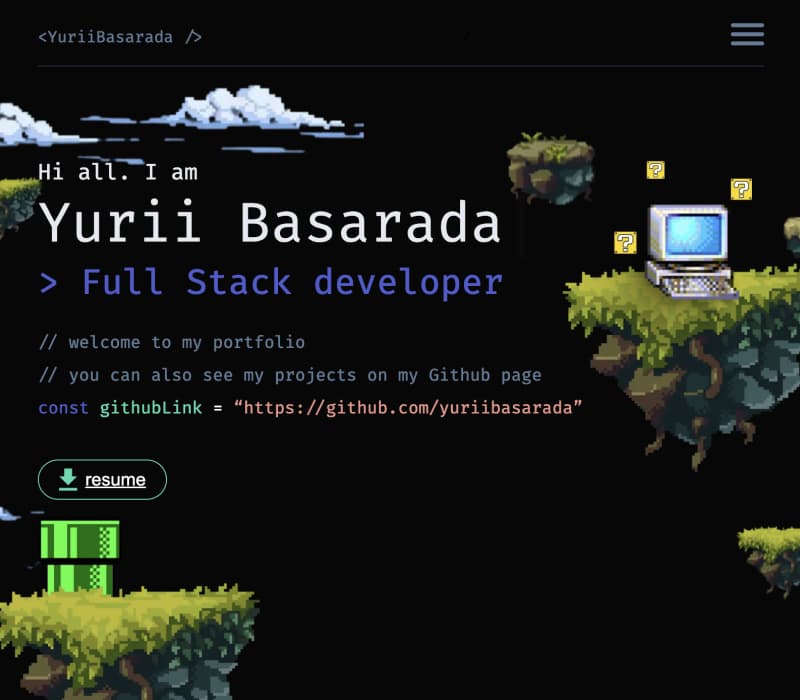 <YuriiBasarada />
Hi all. I am
Yurii Basarada
> Full Stack developer
// welcome to my portfolio
// you can also see my projects on my Github page
const githubLink = “https://github.com/yuriibasarada”
resume
?
?
?